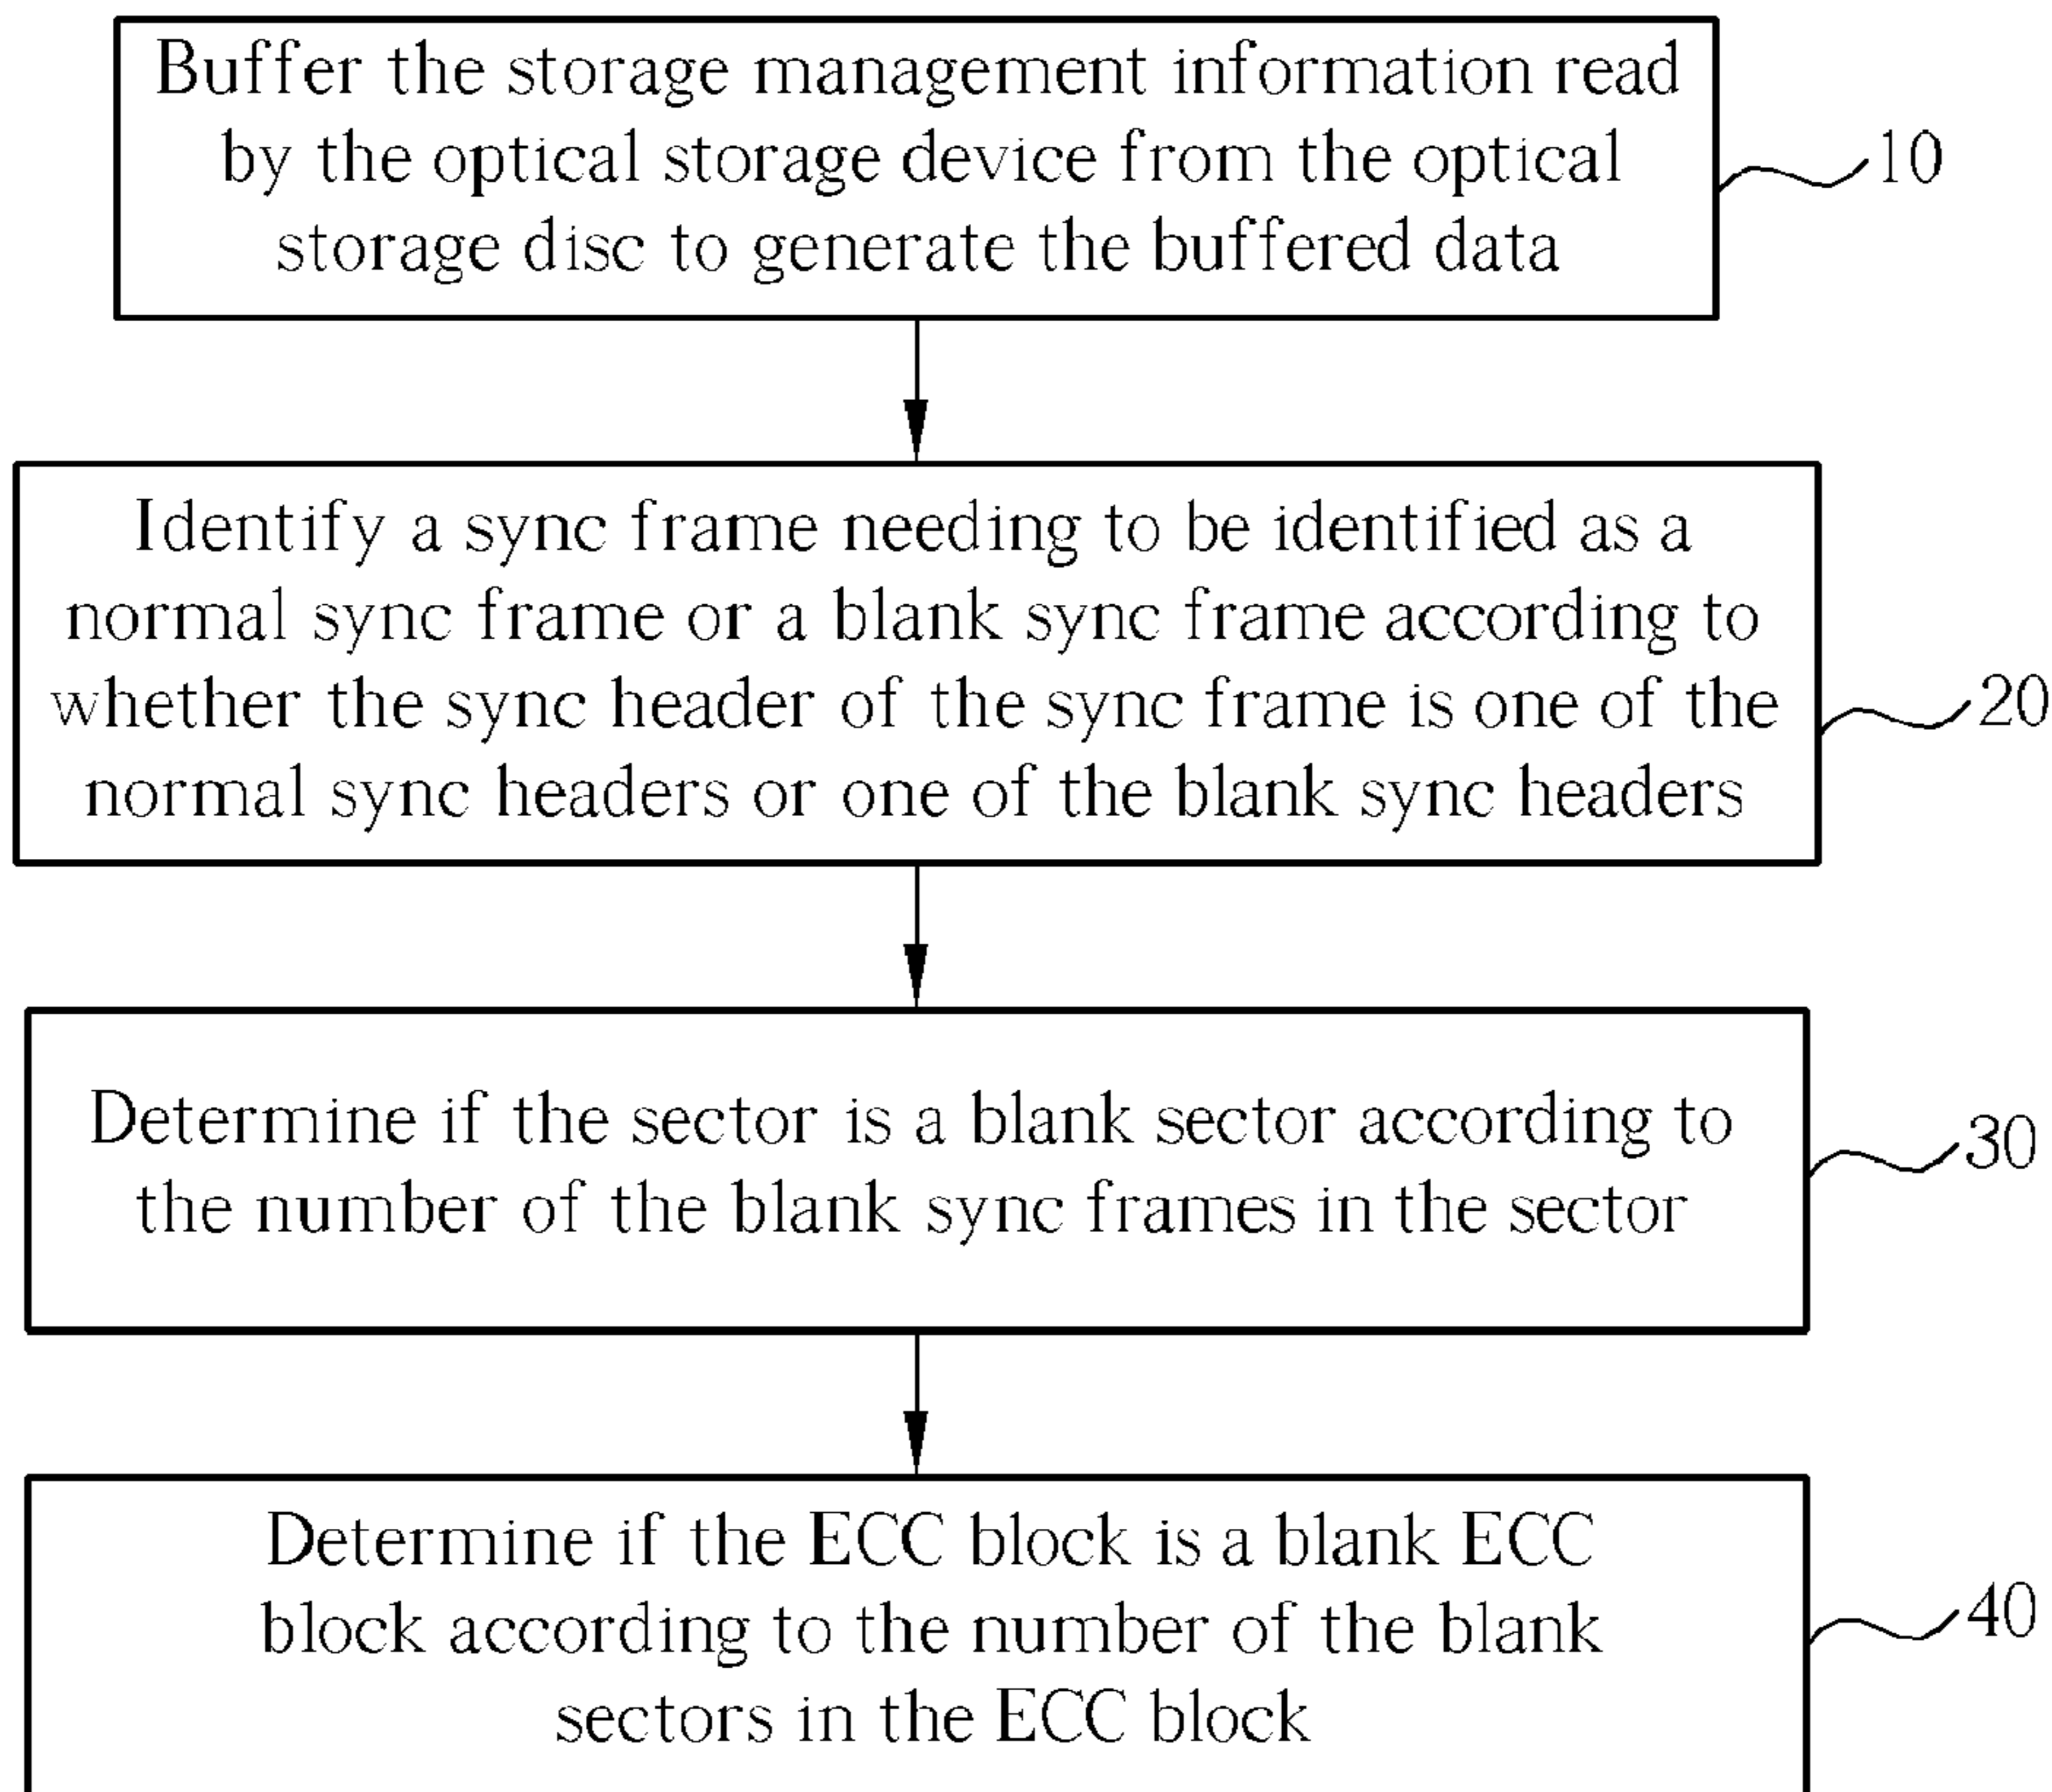 Buffer the storage management information read
by the optical storage device from the optical
storage disc to generate the buffered data
10
Identify a sync frame needing to be identified as a
normal sync frame or a blank sync frame according to
whether the sync header of the sync frame is one of the
normal sync headers or one of the blank sync headers
20
Determine if the sector is a blank sector according to
the number of the blank sync frames in the sector
30
Determine if the ECC block is a blank ECC
block according to the number of the blank
sectors in the ECC block
40